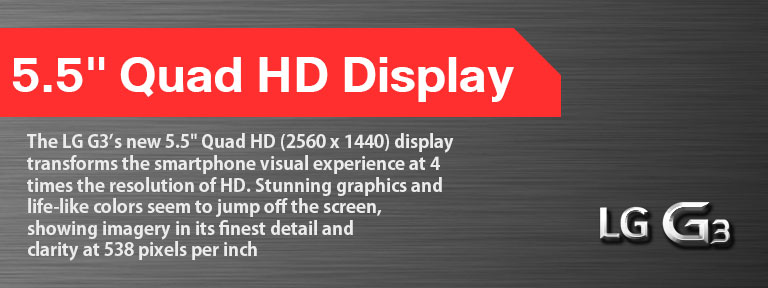 5.5" Quad HD Display
The LG G3’s new 5.5" Quad HD (2560 x 1440) display
transforms the smartphone visual experience at 4
times the resolution of HD. Stunning graphics and
life-like colors seem to jump off the screen,
showing imagery in its finest detail and
clarity at 538 pixels per inch
LG G3